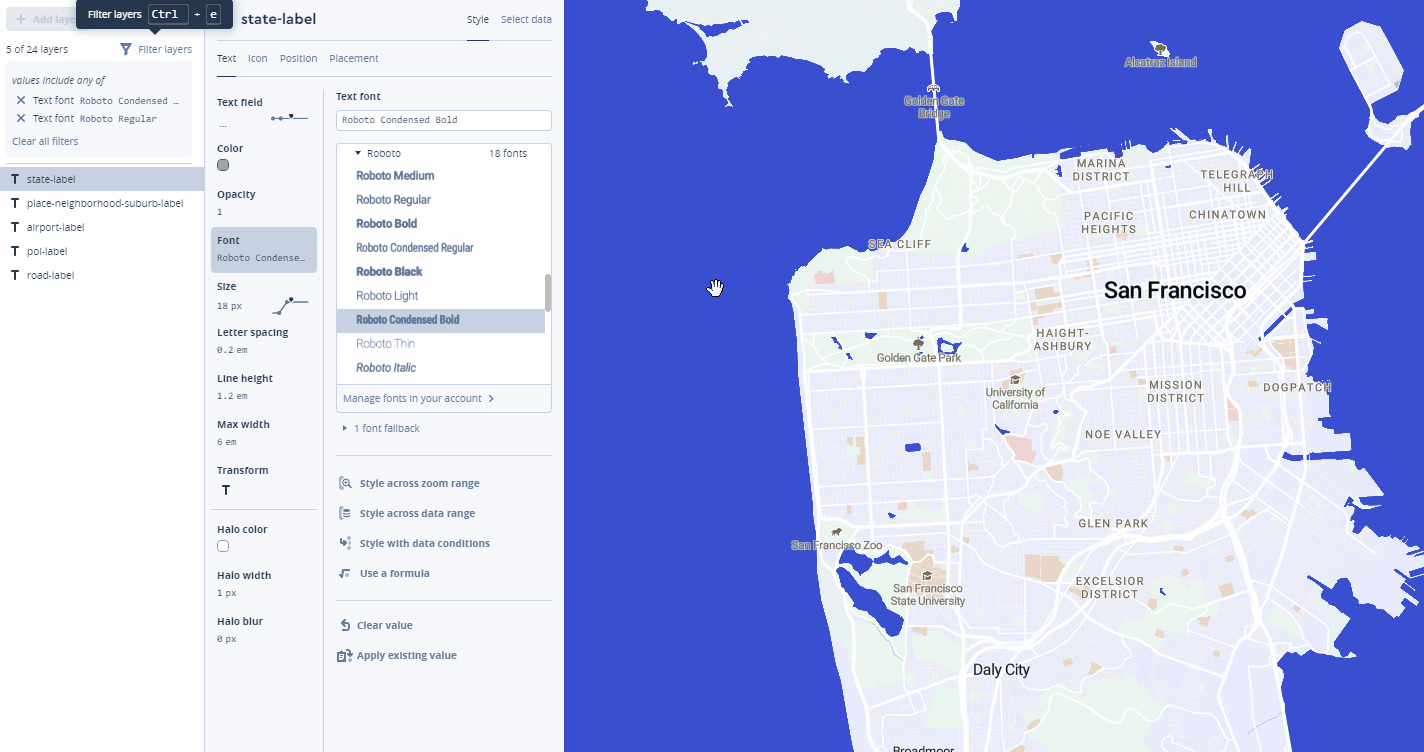 + Add laye
Filter layers Ctrl + e
5 of 24 layers
Filter layers
values include any of
Text font Roboto Condensed …
Text font Roboto Regular
Clear all filters
state-label
place-neighborhood-suburb-label
airport-label
poi-label
road-label
state-label
Style
Select data
Text
Icon
Position
Placement
Text field
...
Color
Opacity
1
Font
Roboto Condense…
Size
18 px
Letter spacing
0.2 em
Line height
1.2 em
Max width
6 em
Transform
T
Halo color
Halo width
1 px
Halo blur
0 px
Text font
Roboto Condensed Bold
Roboto 18 fonts
Roboto Medium
Roboto Regular
Roboto Bold
Roboto Condensed Regular
Roboto Black
Roboto Light
Roboto Condensed Bold
Roboto Thin
Roboto Italic
Manage fonts in your account
1 font fallback
Style across zoom range
Style across data range
Style with data conditions
Use a formula
Clear value
Apply existing value
Alcatraz Island
Golden Gate
Bridge
MARINA
DISTRICT
TELEGRAPH
HILL
PACIFIC
HEIGHTS
CHINATOWN
SEA CLIFF
San Francisco
HAIGHT-
ASHBURY
Golden Gate Park
University of
California
MISSION
DISTRICT
DOGPATCH
NOE VALLEY
GLEN PARK
San Francisco Zoo
San Francisco
State University
EXCELSIOR
DISTRICT
Daly City
Broadmoor